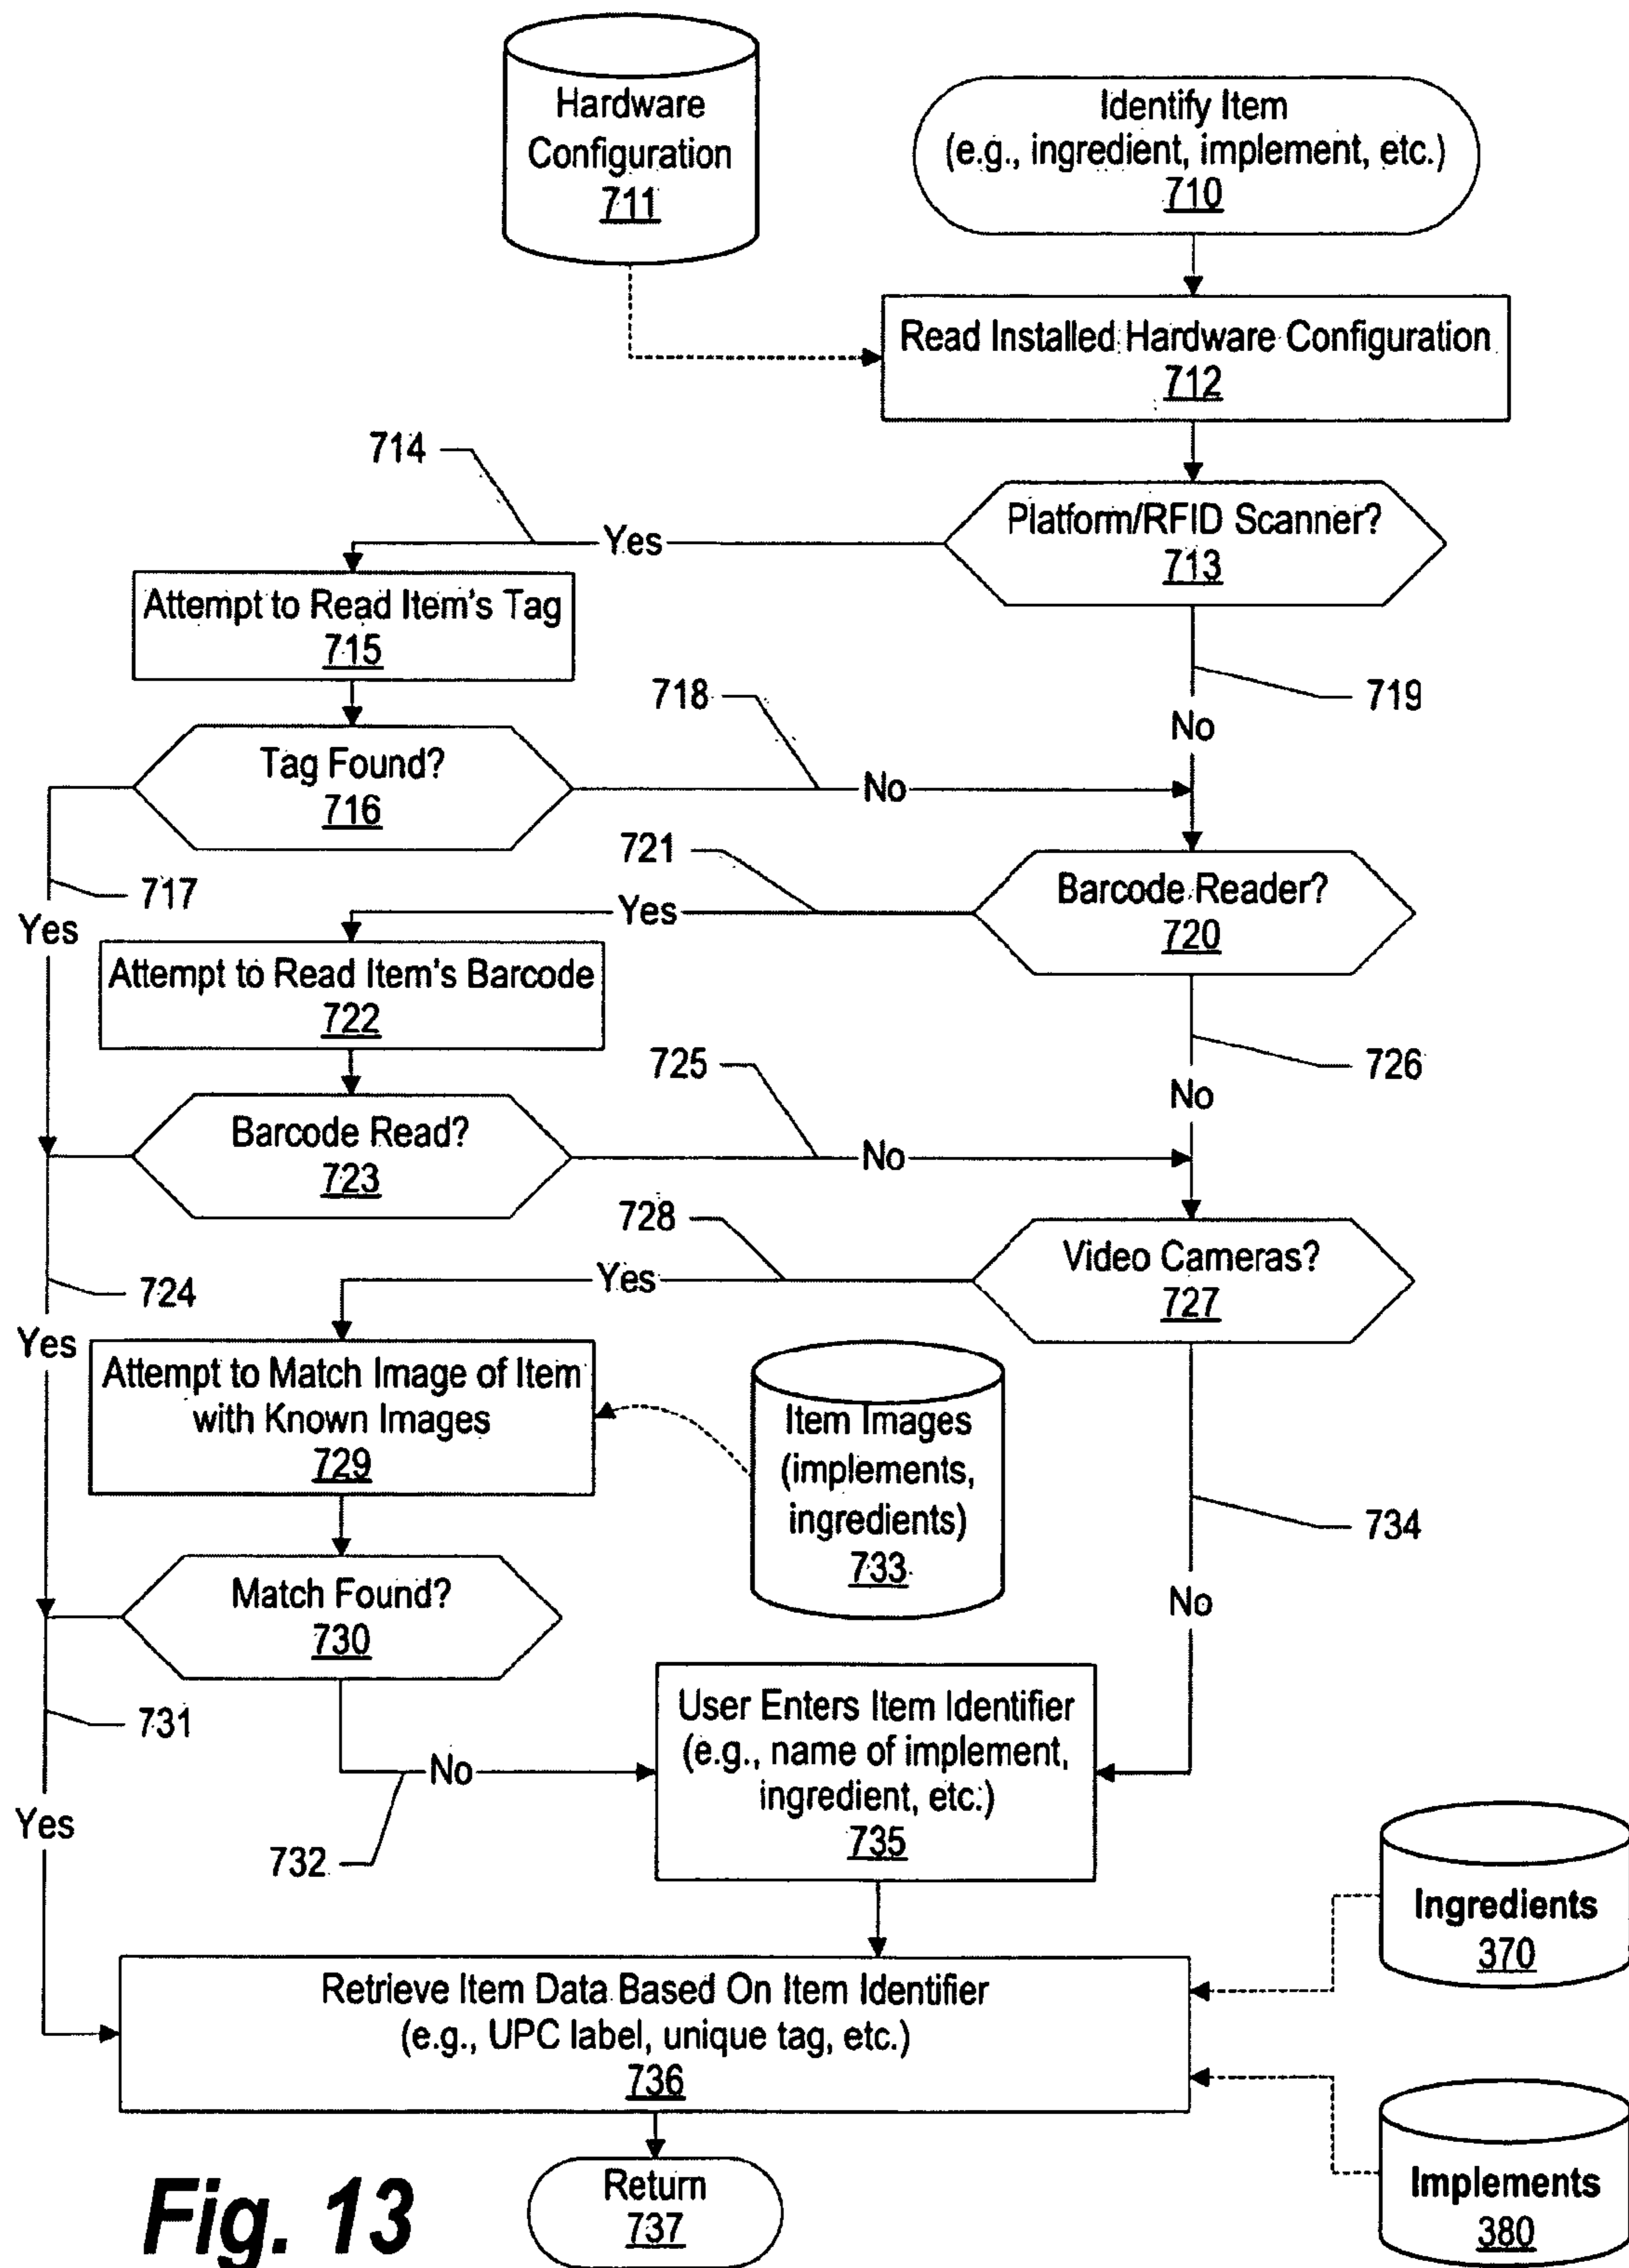 Hardware
Configuration
711
Identify Item
(e.g., ingredient, implement, etc.)
710
Read Installed Hardware Configuration
712
714
Platform/RFID Scanner?
713
Yes
Attempt to Read Item's Tag
715
719
No
718
Tag Found?
716
No
717
Yes
721
Barcode Reader?
720
Yes
Attempt to Read Item's Barcode
722
726
No
725
Barcode Read?
723
No
724
Yes
728
Video Cameras?
727
Yes
Attempt to Match Image of Item
with Known Images
729
Item Images
(implements,
ingredients)
733
734
No
Match Found?
730
731
Yes
732
No
User Enters Item Identifier
(e.g., name of implement,
ingredient, etc.)
735
Ingredients
370
Retrieve Item Data Based On Item Identifier
(e.g., UPC label, unique tag, etc.)
736
Implements
380
Return
737
Fig. 13